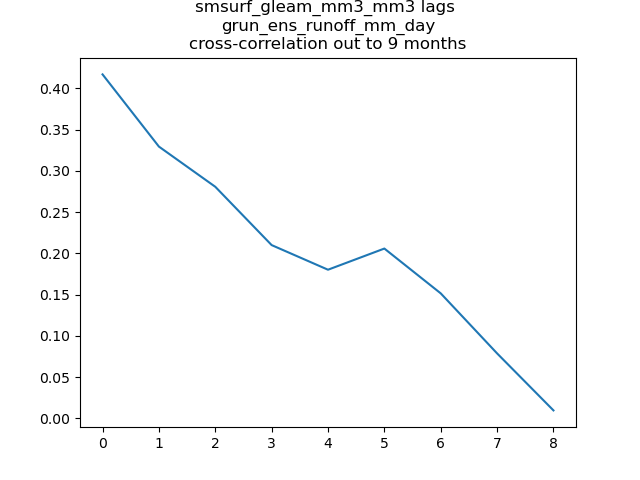 smsurf_gleam_mm3_mm3 lags
grun_ens_runoff_mm_day
cross-correlation out to 9 months
0.40
0.35
0.30
0.25
0.20
0.15
0.10
0.05
0.00
0 1 2 3 4 5 6 7 8